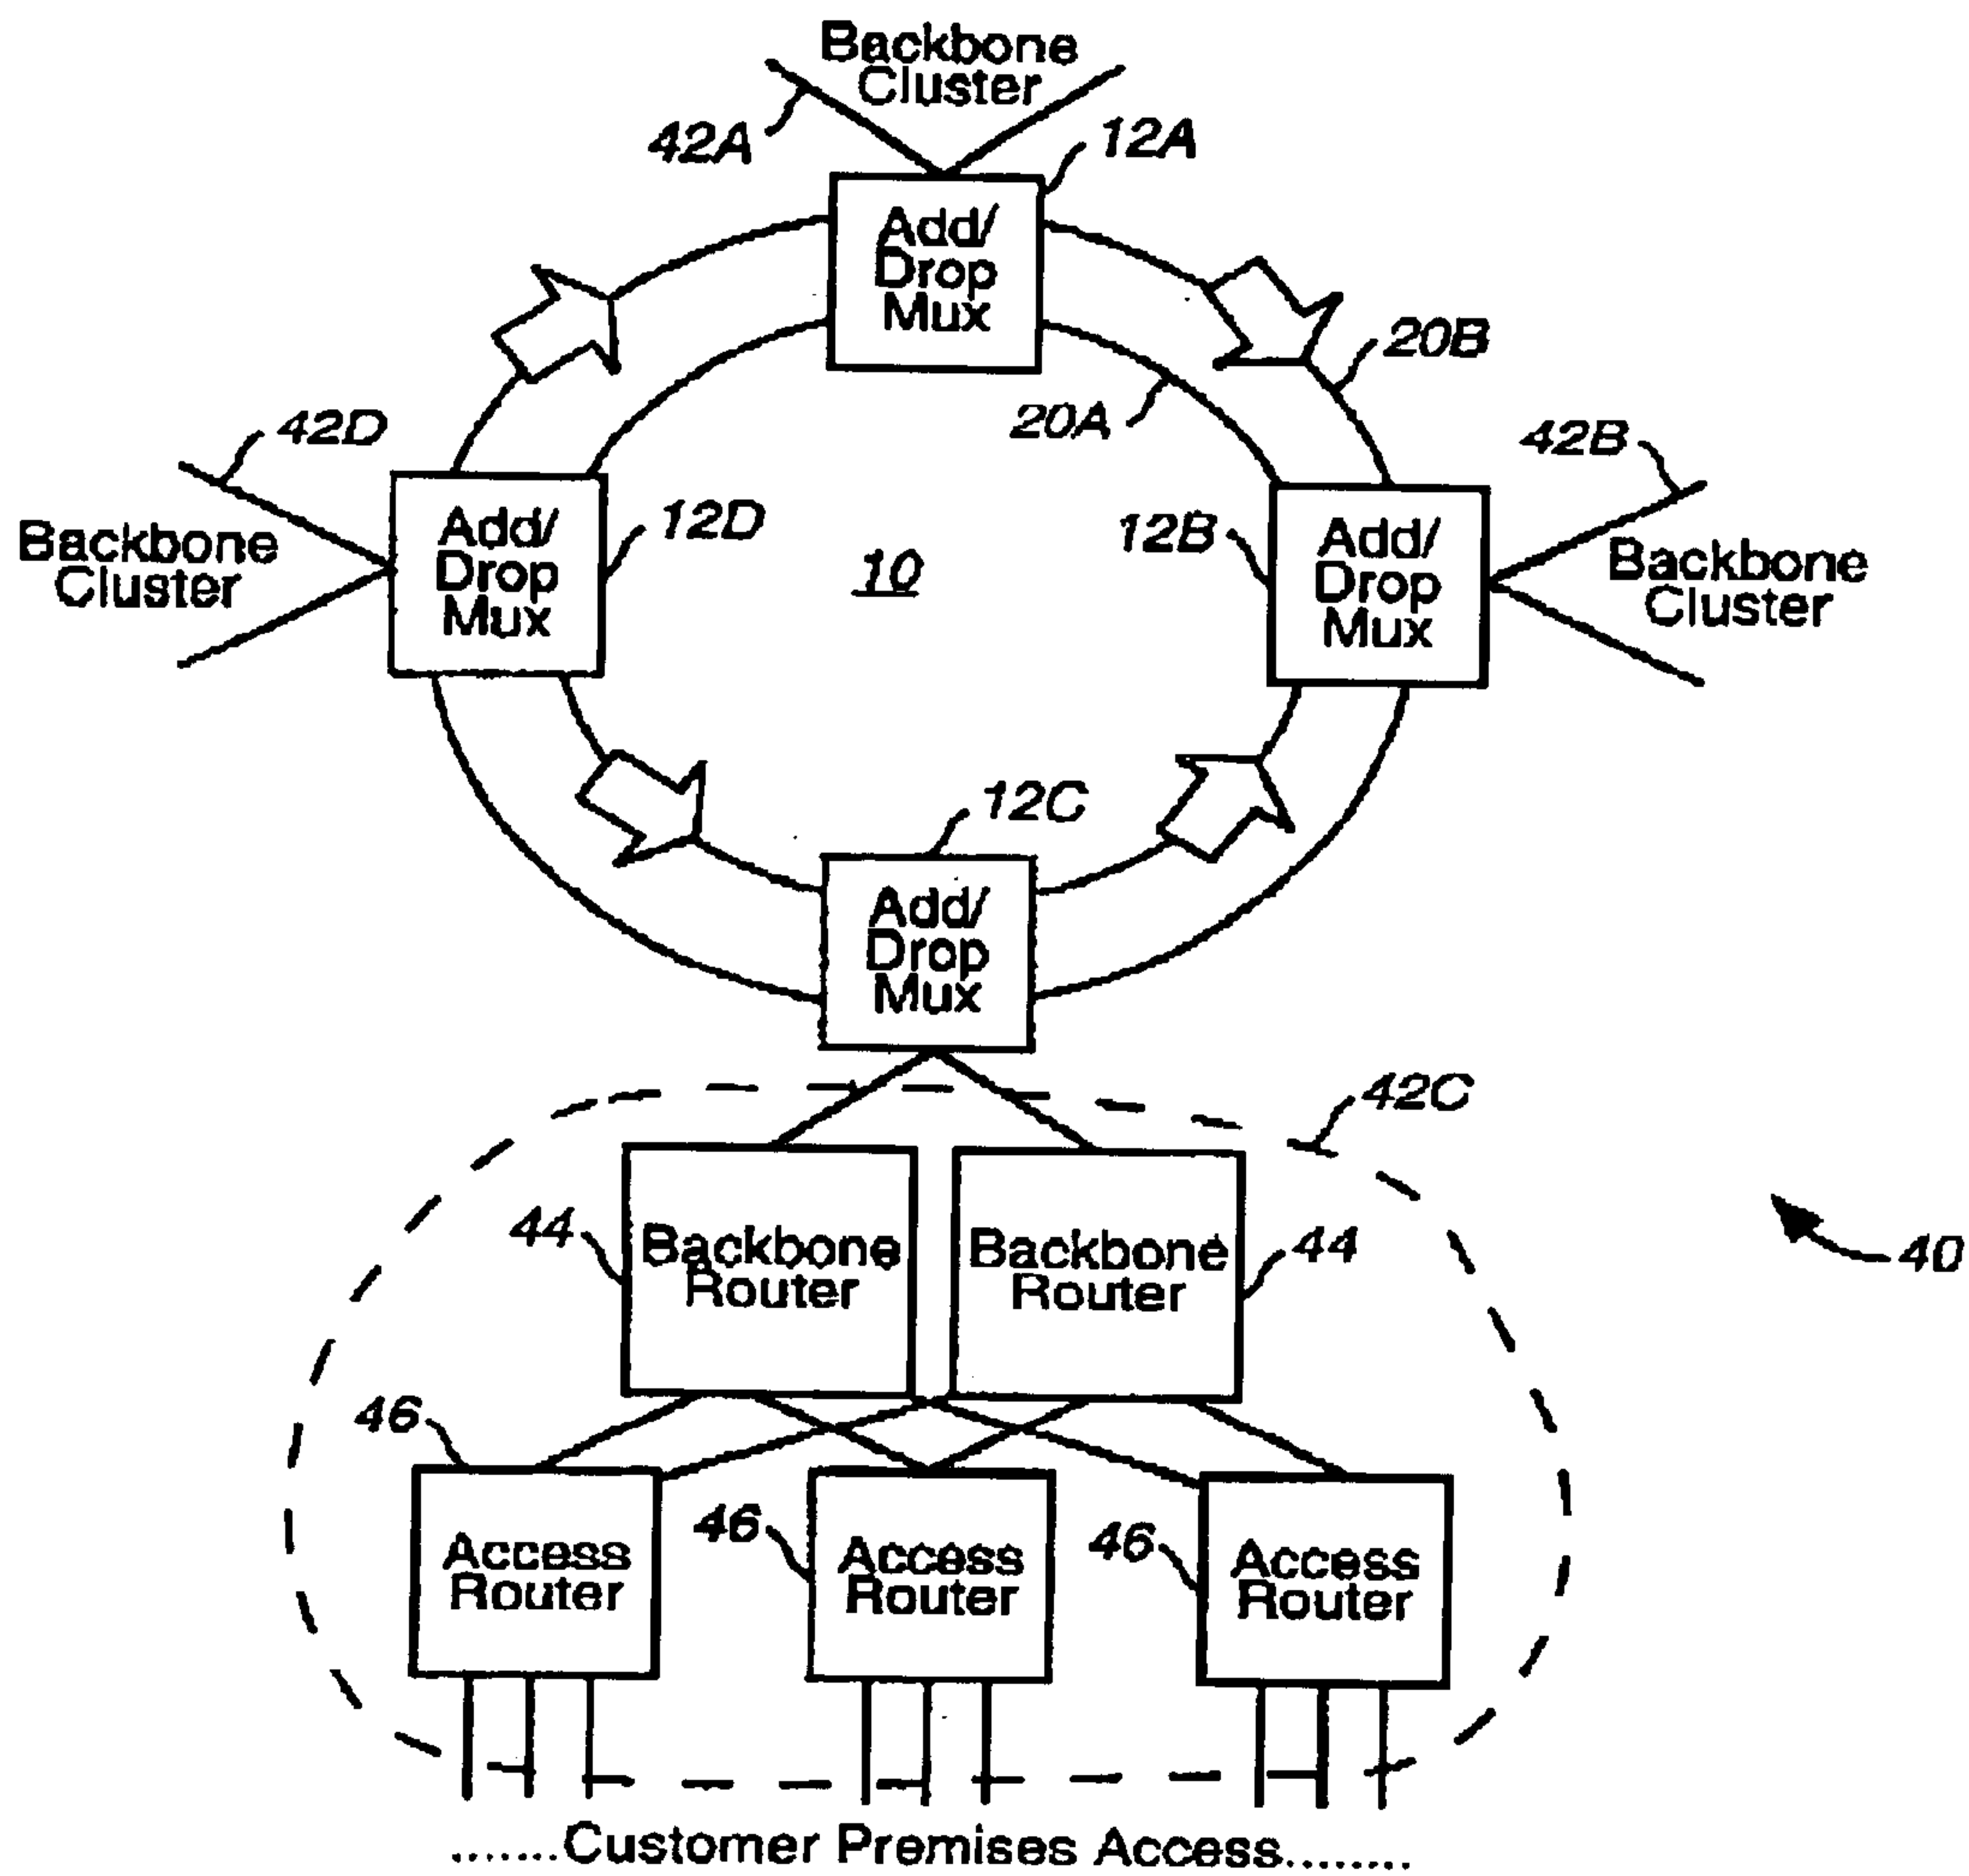 Backbone
Cluster
42A
12A
Add/
Drop
Mux
20B
20A
42D
42B
Backbone
Cluster
Add/
Drop
Mux
12D
10
12B
Add/
Drop
Mux
Backbone
Cluster
12C
Add/
Drop
Mux
42C
44
Backbone
Router
Backbone
Router
44
40
46
Access
Router
46
Access
Router
46
Access
Router
.......Customer Premises Access........